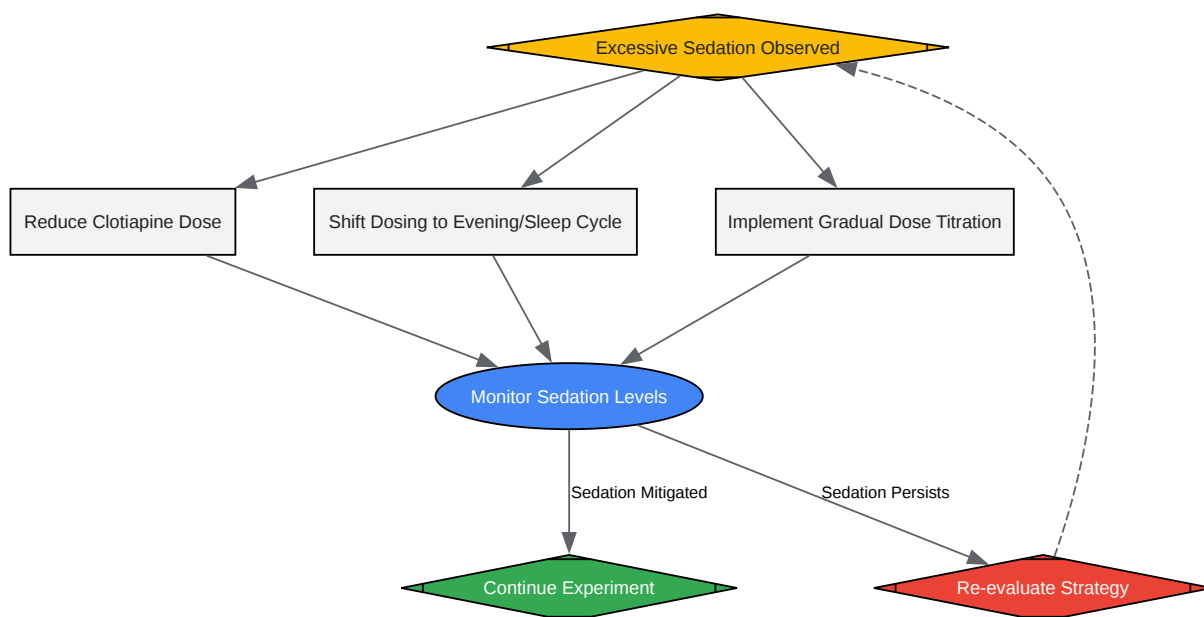 Excessive Sedation Observed
Reduce Clotiapine Dose
Shift Dosing to Evening/Sleep Cycle
Implement Gradual Dose Titration
Monitor Sedation Levels
Sedation Mitigated
Sedation Persists
Continue Experiment
Re-evaluate Strategy